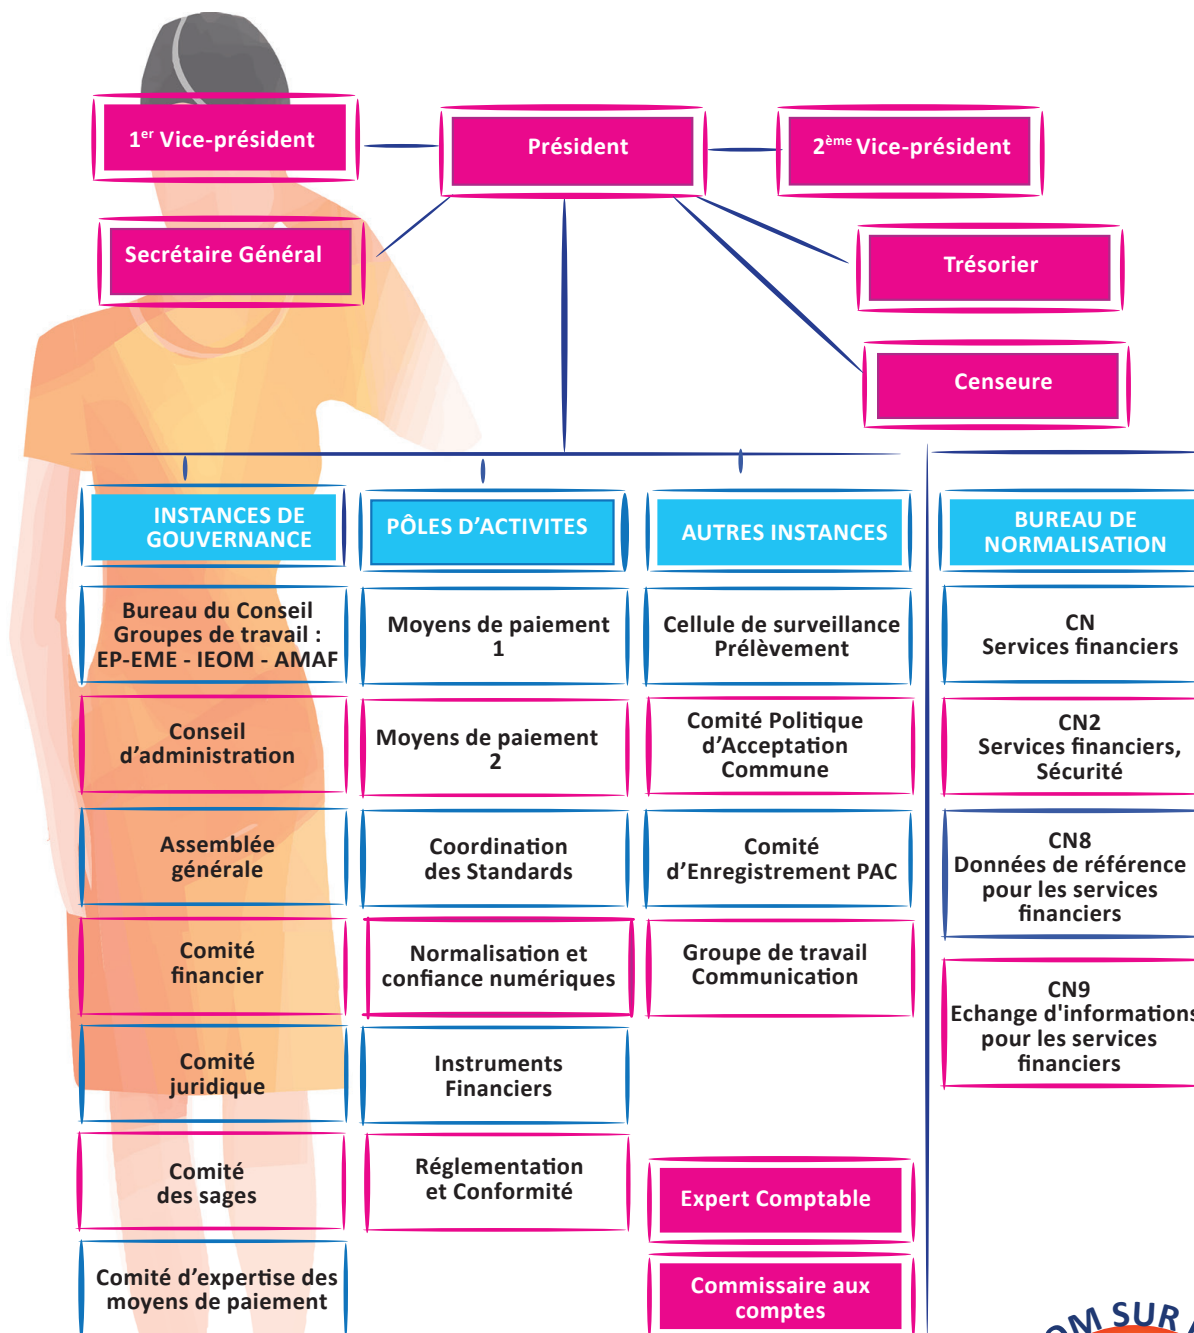 1er Vice-président
Président
2ème Vice-président
Secrétaire Général
Trésorier
Censeure
INSTANCES DE
GOUVERNANCE
Bureau du Conseil
Groupes de travail :
EP-EME - IEOM - AMAF
Conseil
d'administration
Assemblée
générale
Comité
financier
Comité
juridique
Comité
des sages
Comité d'expertise des
moyens de paiement
PÔLES D'ACTIVITES
Moyens de paiement
1
Moyens de paiement
2
Coordination
des Standards
Normalisation et
confiance numériques
Instruments
Financiers
Réglementation
et Conformité
AUTRES INSTANCES
Cellule de surveillance
Prélèvement
Comité Politique
d'Acceptation
Commune
Comité
d'Enregistrement PAC
Groupe de travail
Communication
Expert Comptable
Commissaire aux
comptes
BUREAU DE
NORMALISATION
CN
Services financiers
CN2
Services financiers,
Sécurité
CN8
Données de référence
pour les services
financiers
CN9
Echange d'informations
pour les services
financiers
SUR